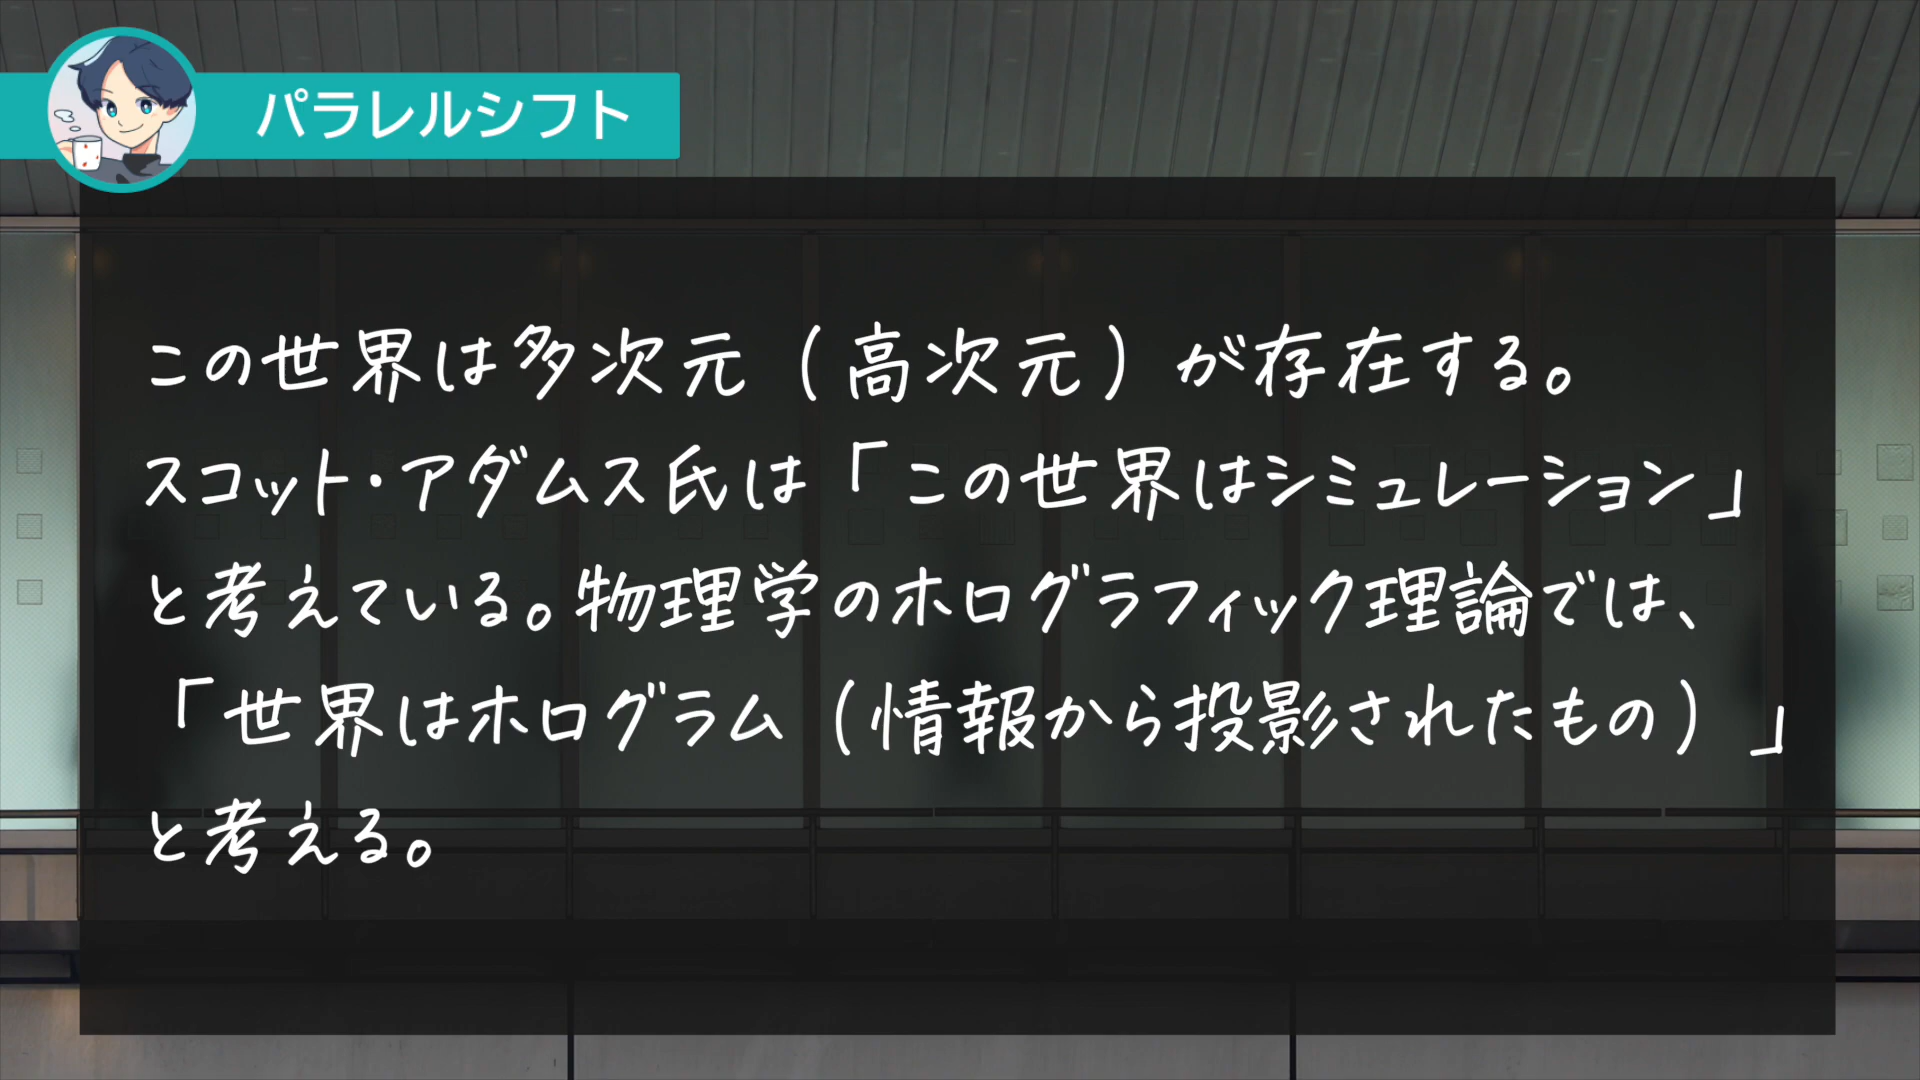 パラレルシフト
この世界は多次元（高次元）が存在する。
スコット・アダムス氏は「この世界はシミュレーション」
と考えている。物理学のホログラフィック理論では、
「世界はホログラム（情報から投影されたもの）」
と考える。